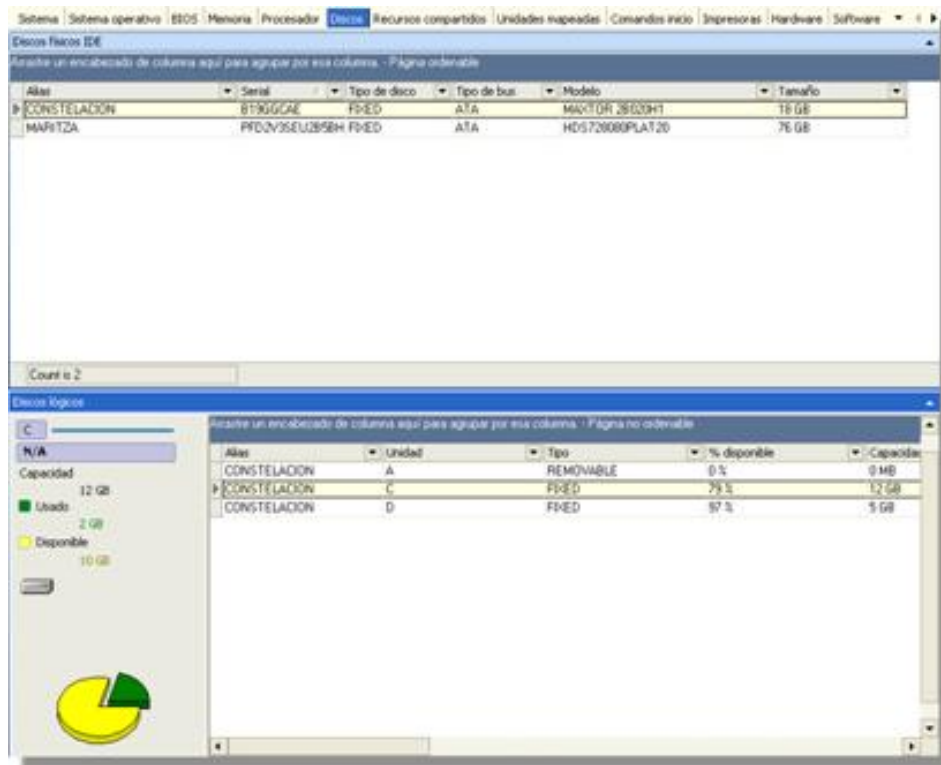 Sistema Sistema operativo BIOS Memoria Procesador Discos Recursos compartidos Unidades mapeadas Comandos inicio Impresoras Hardware Software
Discos físicos IDE
Arrastre un encabezado de columna aquí para agrupar por esa columna. - Página ordenable
Alias Serial Tipo de disco Tipo de bus Modelo Tamaño
CONSTELACION B19GGCAE FIXED ATA MAXTOR 2B020H1 18 GB
MARITZA PFD2V3SEU2B5BH FIXED ATA HDS728080PLAT20 76 GB
Count is 2
Discos lógicos
C
N/A
Capacidad
12 GB
Usado
2 GB
Disponible
10 GB
Arrastre un encabezado de columna aquí para agrupar por esa columna. - Página no ordenable
Alias Unidad Tipo % disponible Capacidad
CONSTELACION A REMOVABLE 0 % 0 MB
CONSTELACION C FIXED 79 % 12 GB
CONSTELACION D FIXED 97 % 5 GB